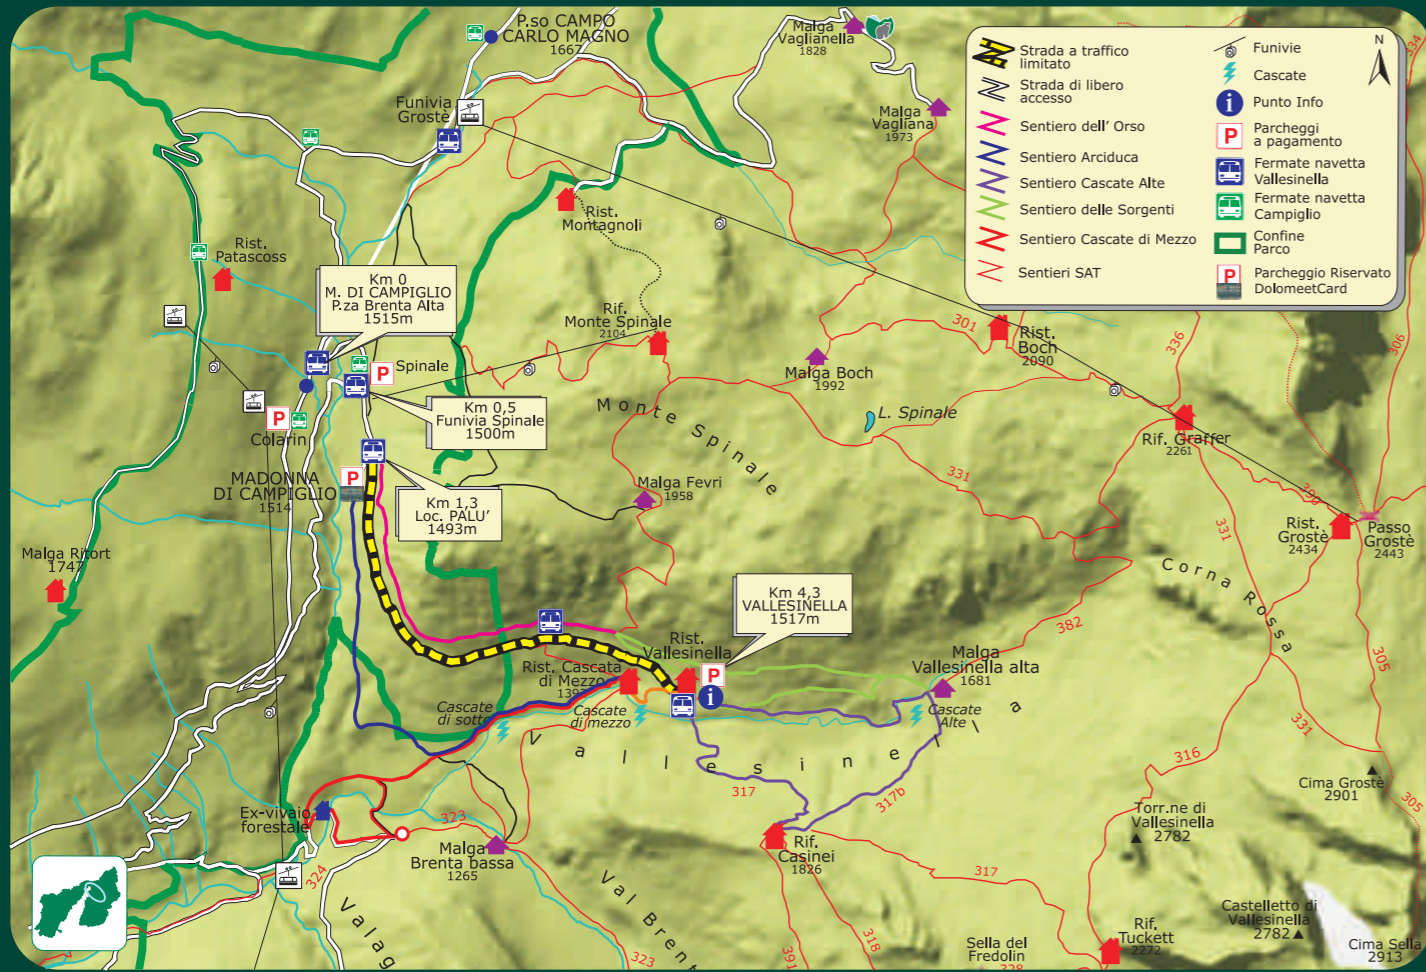 P.so CAMPO
CARLO MAGNO
1667
Malga
Vaglianella
1828
Funivia
Grostè
Malga
Vagliana
1973
Strada a traffico
limitato
Strada di libero
accesso
Sentiero dell' Orso
Sentiero Arciduca
Sentiero Cascate Alte
Sentiero delle Sorgenti
Sentiero Cascate di Mezzo
Sentieri SAT
Funivie
Cascate
i
Punto Info
P
Parcheggi
a pagamento
Fermate navetta
Vallesinella
Fermate navetta
Campiglio
Confine
Parco
P
Parcheggio Riservato
DolomeetCard
N
334
Rist.
Montagnoli
Rist.
Patascoss
Km 0
M. DI CAMPIGLIO
P.za Brenta Alta
1515m
Rif.
Monte Spinale
2104
301
Rist.
Boch
2090
336
306
Spinale
P
Malga Boch
1992
Km 0,5
Funivia Spinale
1500m
Monte Spinale
L. Spinale
P
Colarin
Rif. Graffer
2261
MADONNA
DI CAMPIGLIO
1514
P
Km 1,3
Loc. PALU'
1493m
Malga Fevri
1958
331
390
331
Rist.
Grostè
2434
Passo
Grostè
2443
Malga Ritort
1747
Corna Rossa
Km 4,3
VALLESINELLA
1517m
382
305
Rist.
Vallesinella
P
i
Rist. Cascata
di Mezzo
Malga
Vallesinella alta
1681
Cascate
di sotto
Cascate
di mezzo
Cascate
Alte
Vallesinella
331
316
317
317b
Cima Grostè
2901
305
Ex-vivaio
forestale
323
Torr.ne di
Vallesinella
2782
Malga
Brenta bassa
1265
Rif.
Casinei
1826
324
317
Valag
Val Brent
Castelletto di
Vallesinella
2782
Rif.
Tuckett
2272
Sella del
Fredolin
328
Cima Sella
2913
323
391
318